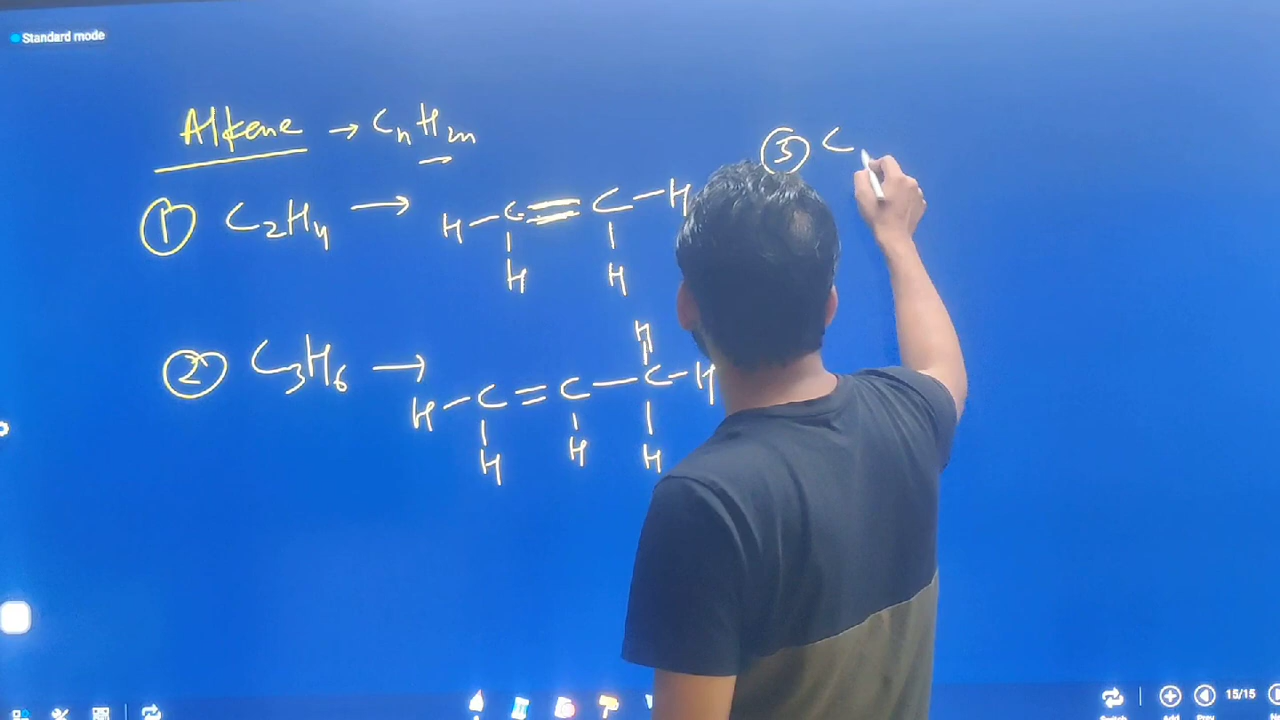 Standard mode
Alkene → CnH2n
① C2H4 → H-C=C-H
H H
② C3H6 → H-C=C-C-H
H
H H H
③ C
15/15